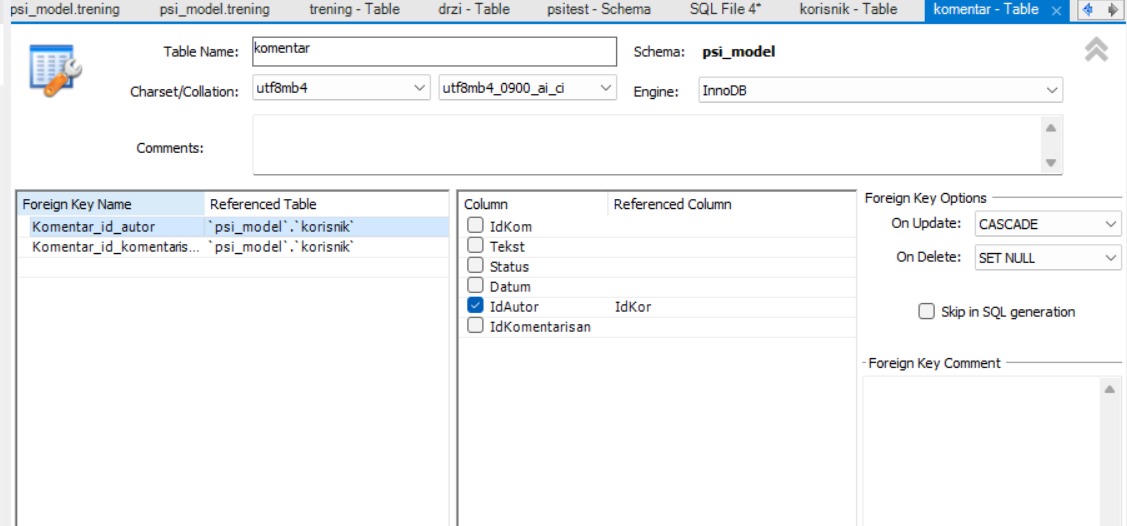 psi_model.trening psi_model.trening trening - Table drzi - Table psitest - Schema SQL File 4* korisnik - Table komentar - Table ×
Table Name: komentar Schema: psi_model
Charset/Collation: utf8mb4 utf8mb4_0900_ai_ci Engine: InnoDB
Comments:
Foreign Key Name Referenced Table
Komentar_id_autor `psi_model`.`korisnik`
Komentar_id_komentaris... `psi_model`.`korisnik`
Column Referenced Column
IdKom
Tekst
Status
Datum
IdAutor IdKor
IdKomentarisan
Foreign Key Options
On Update: CASCADE
On Delete: SET NULL
Skip in SQL generation
Foreign Key Comment